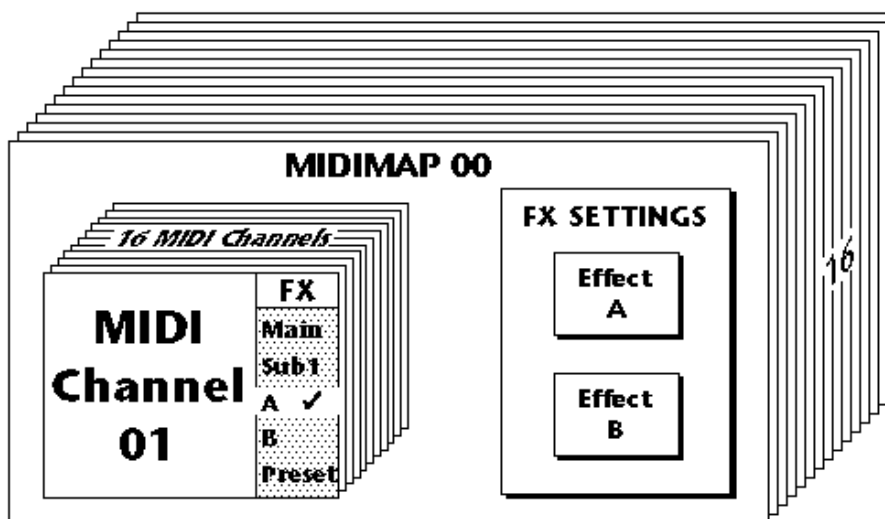 MIDIMAP 00
16 MIDI Channels
MIDI
Channel
01
FX
Main
Sub1
A ✓
B
Preset
FX SETTINGS
Effect
A
Effect
B
16